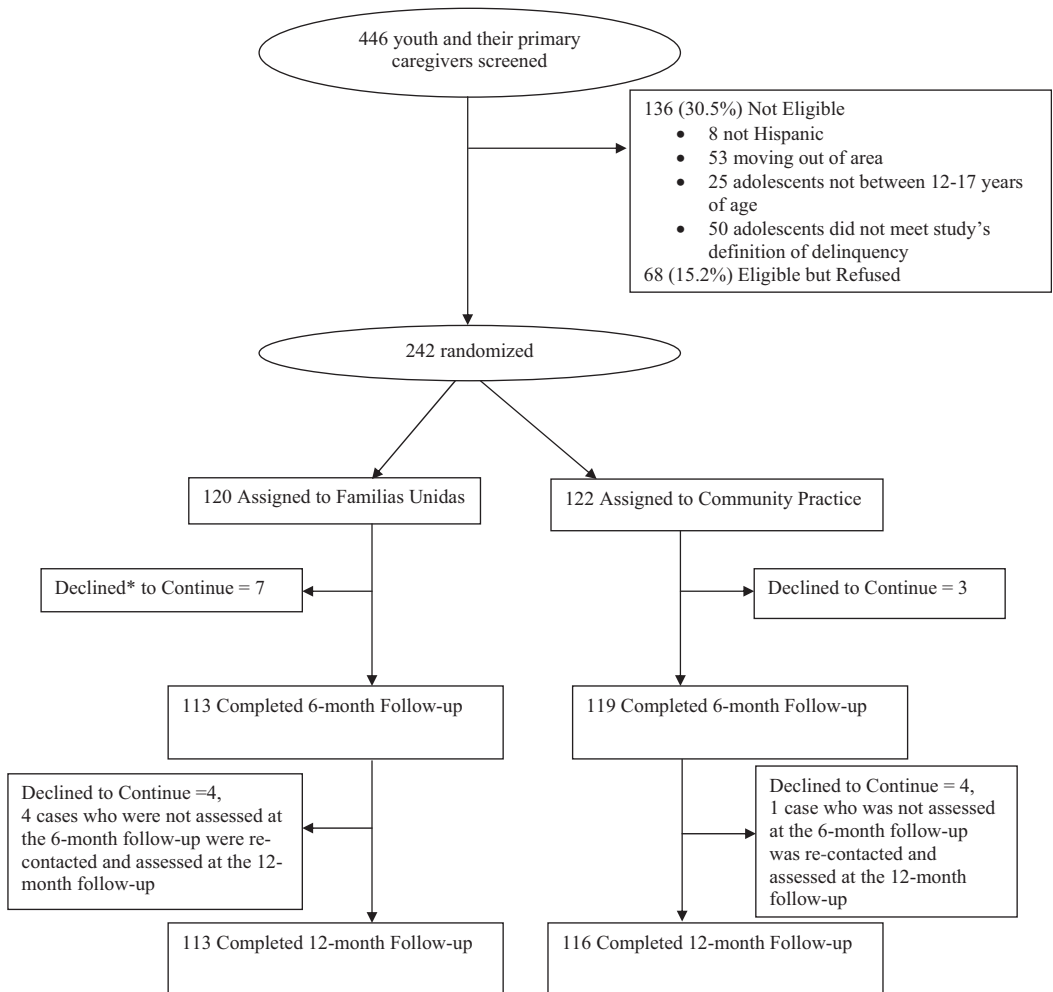 446 youth and their primary
caregivers screened
136 (30.5%) Not Eligible
• 8 not Hispanic
• 53 moving out of area
• 25 adolescents not between 12-17 years
of age
• 50 adolescents did not meet study's
definition of delinquency
68 (15.2%) Eligible but Refused
242 randomized
120 Assigned to Familias Unidas
122 Assigned to Community Practice
Declined* to Continue = 7
Declined to Continue = 3
113 Completed 6-month Follow-up
119 Completed 6-month Follow-up
Declined to Continue =4,
4 cases who were not assessed at
the 6-month follow-up were re-
contacted and assessed at the 12-
month follow-up
Declined to Continue = 4,
1 case who was not assessed
at the 6-month follow-up
was re-contacted and
assessed at the 12-month
follow-up
113 Completed 12-month Follow-up
116 Completed 12-month Follow-up